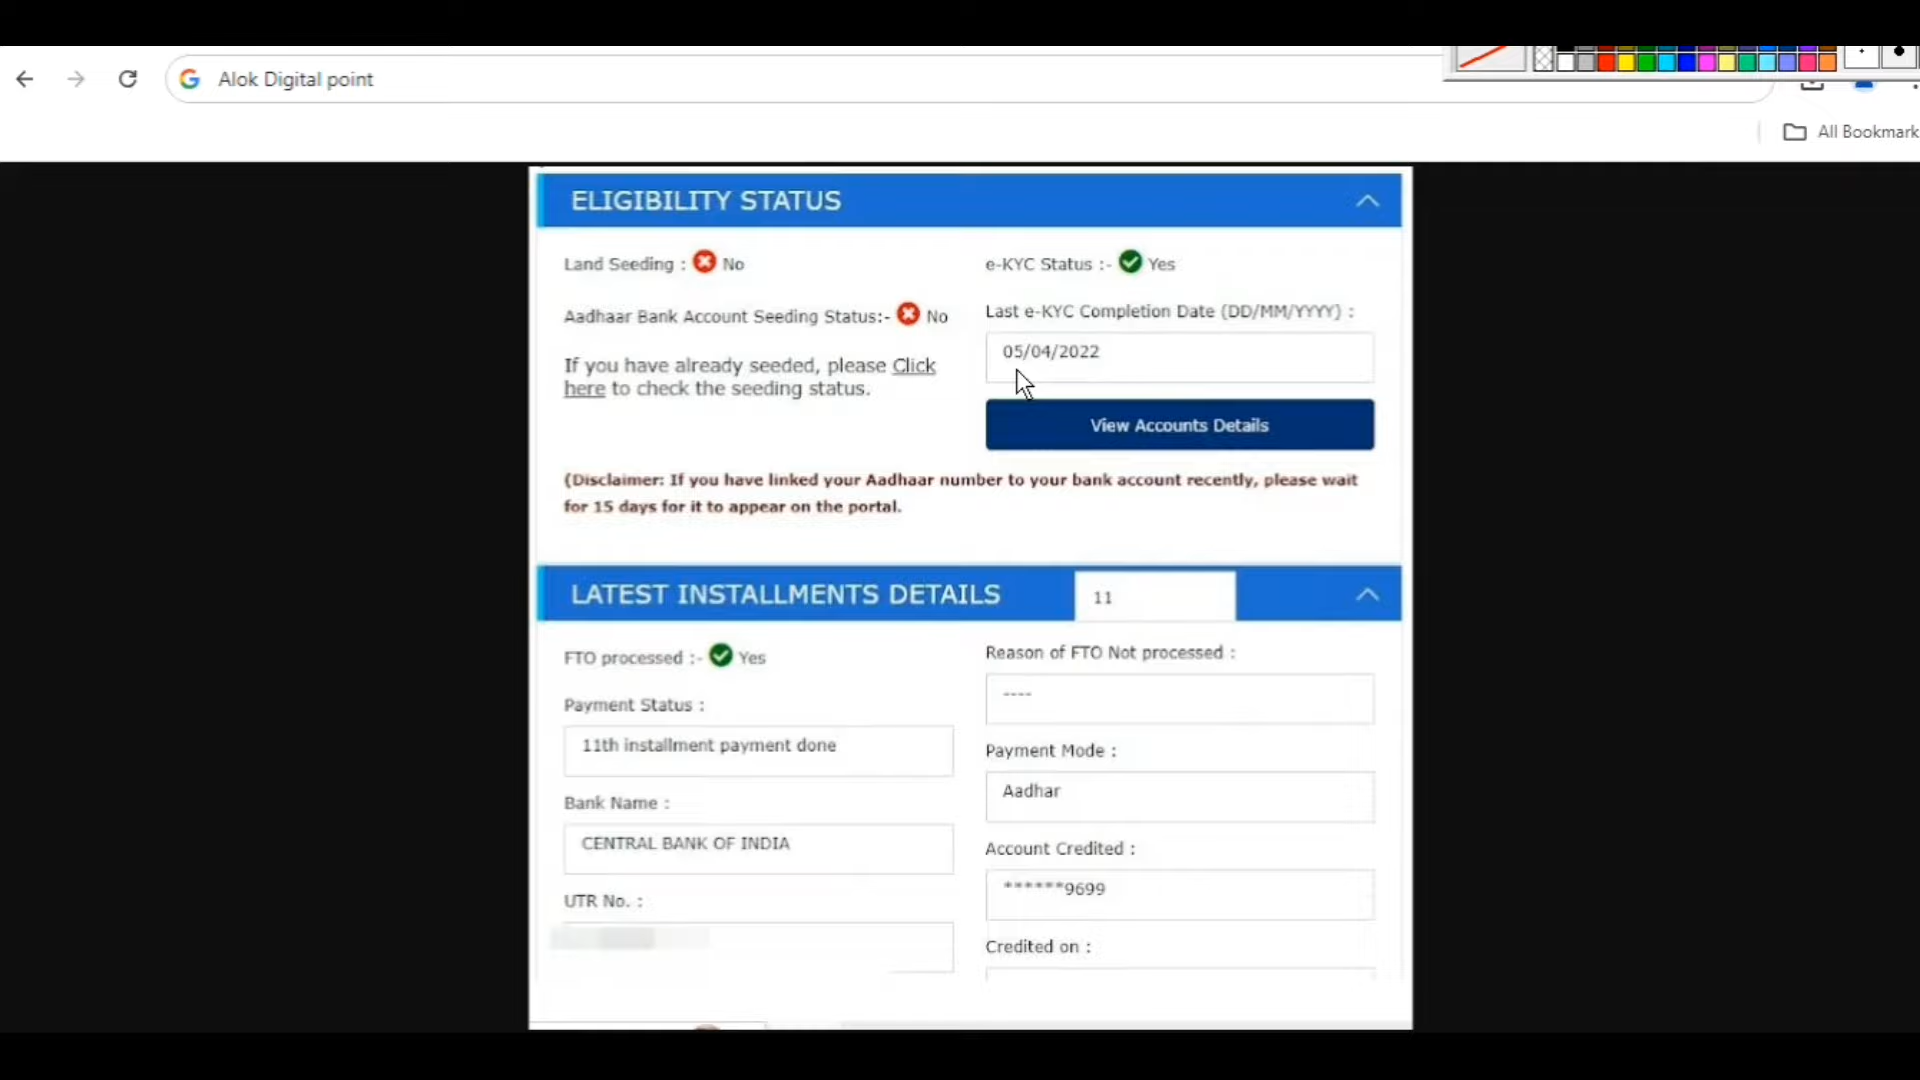 Alok Digital point
All Bookmark
ELIGIBILITY STATUS
Land Seeding : No
e-KYC Status :- Yes
Aadhaar Bank Account Seeding Status:- No
Last e-KYC Completion Date (DD/MM/YYYY) :
05/04/2022
If you have already seeded, please Click
here to check the seeding status.
View Accounts Details
(Disclaimer: If you have linked your Aadhaar number to your bank account recently, please wait
for 15 days for it to appear on the portal.
LATEST INSTALLMENTS DETAILS
11
FTO processed :- Yes
Reason of FTO Not processed :
----
Payment Status :
11th installment payment done
Payment Mode :
Aadhar
Bank Name :
CENTRAL BANK OF INDIA
Account Credited :
******9699
UTR No. :
Credited on :